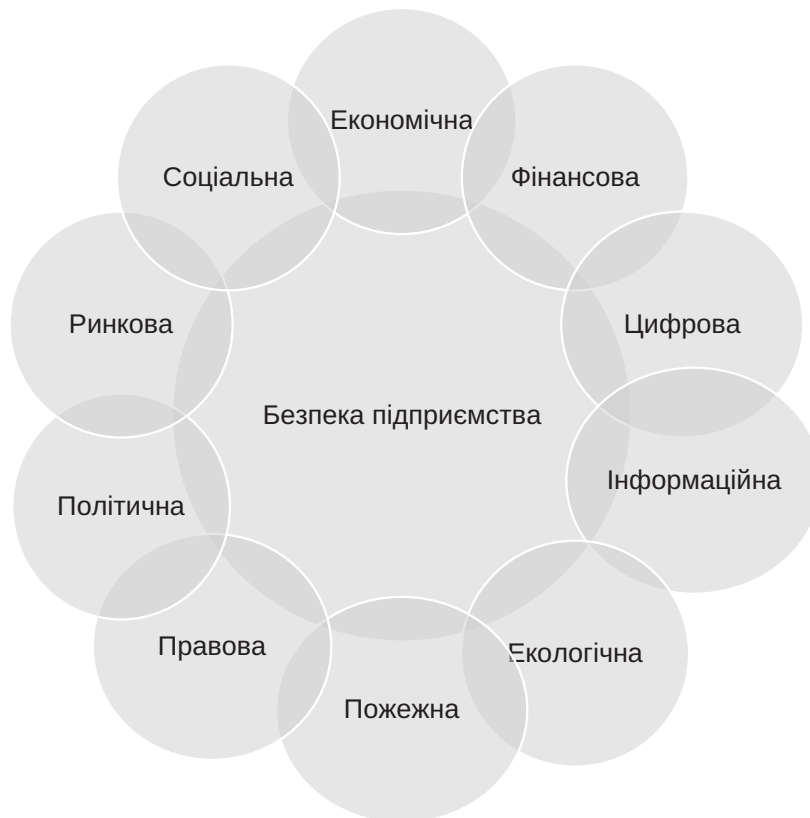 Економічна
Соціальна
Фінансова
Ринкова
Цифрова
Безпека підприємства
Політична
Інформаційна
Правова
Екологічна
Пожежна